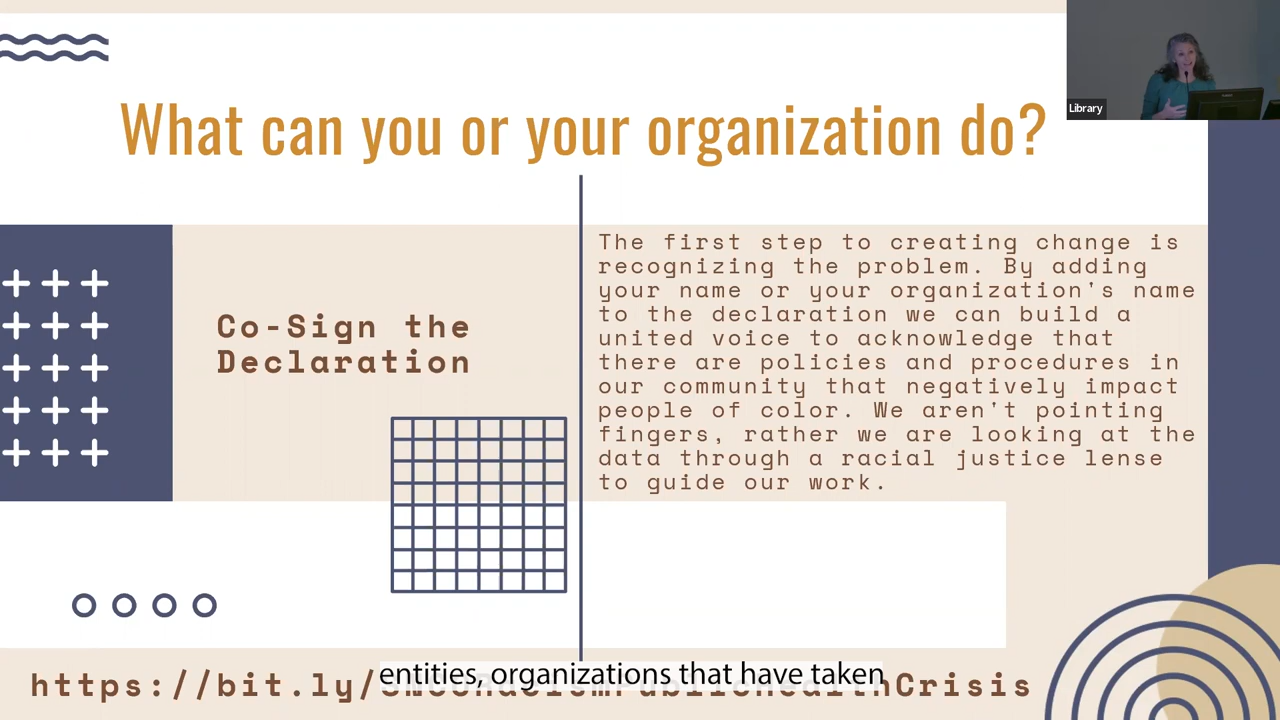 Library
What can you or your organization do?
Co-Sign the
Declaration
The first step to creating change is
recognizing the problem. By adding
your name or your organization's name
to the declaration we can build a
united voice to acknowledge that
there are policies and procedures in
our community that negatively impact
people of color. We aren't pointing
fingers, rather we are looking at the
data through a racial justice lense
to guide our work.
entities, organizations that have taken